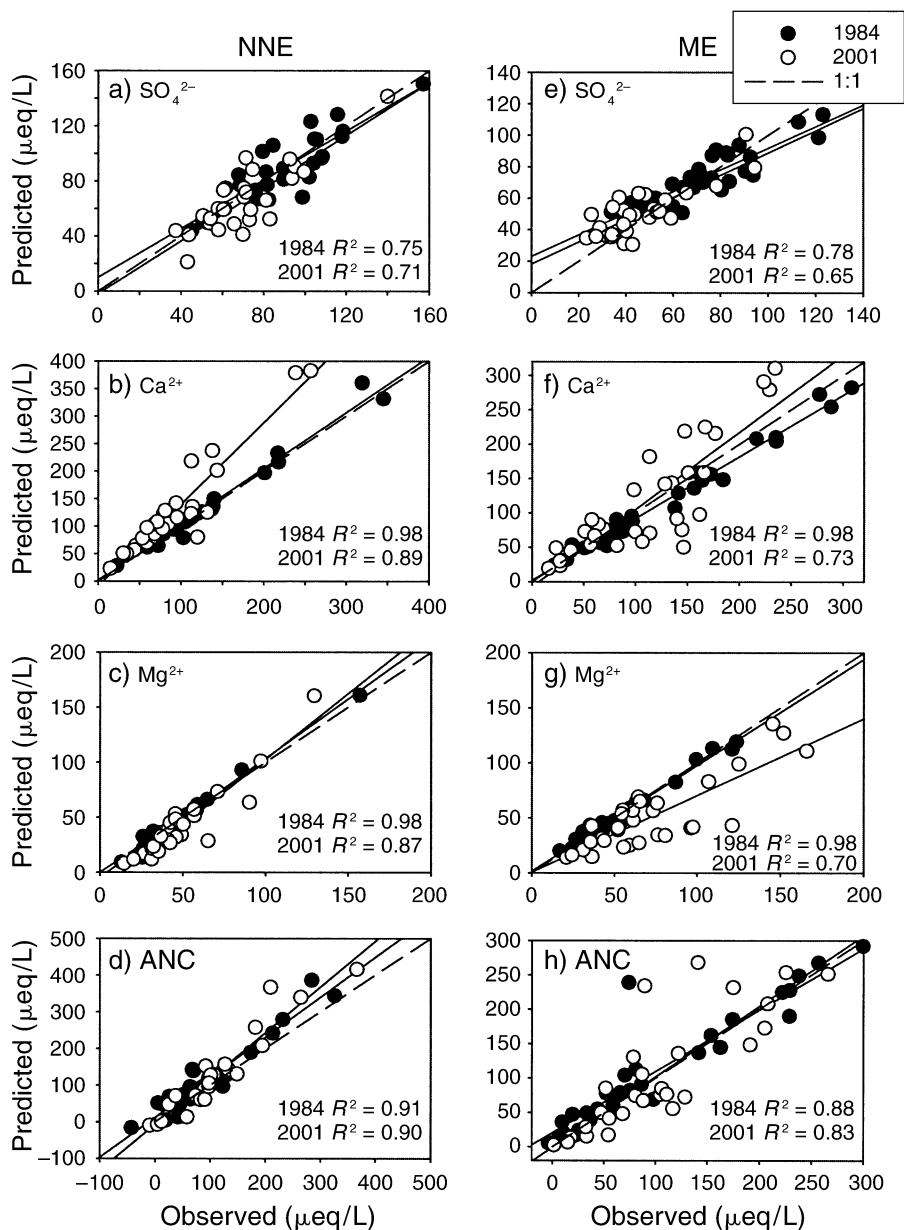 NNE
ME
1984
2001
1:1
Predicted (µeq/L)
a) SO₄²⁻
160
120
80
40
0
1984 R² = 0.75
2001 R² = 0.71
0 40 80 120 160
e) SO₄²⁻
140
120
100
80
60
40
20
0
1984 R² = 0.78
2001 R² = 0.65
0 20 40 60 80 100 120 140
Predicted (µeq/L)
b) Ca²⁺
400
350
300
250
200
150
100
50
0
1984 R² = 0.98
2001 R² = 0.89
0 100 200 300 400
f) Ca²⁺
300
250
200
150
100
50
0
1984 R² = 0.98
2001 R² = 0.73
0 50 100 150 200 250 300
Predicted (µeq/L)
c) Mg²⁺
200
150
100
50
0
1984 R² = 0.98
2001 R² = 0.87
0 50 100 150 200
g) Mg²⁺
200
150
100
50
0
1984 R² = 0.98
2001 R² = 0.70
0 50 100 150 200
Predicted (µeq/L)
d) ANC
500
400
300
200
100
0
−100
1984 R² = 0.91
2001 R² = 0.90
−100 0 100 200 300 400 500
Observed (µeq/L)
h) ANC
300
250
200
150
100
50
0
1984 R² = 0.88
2001 R² = 0.83
0 50 100 150 200 250 300
Observed (µeq/L)